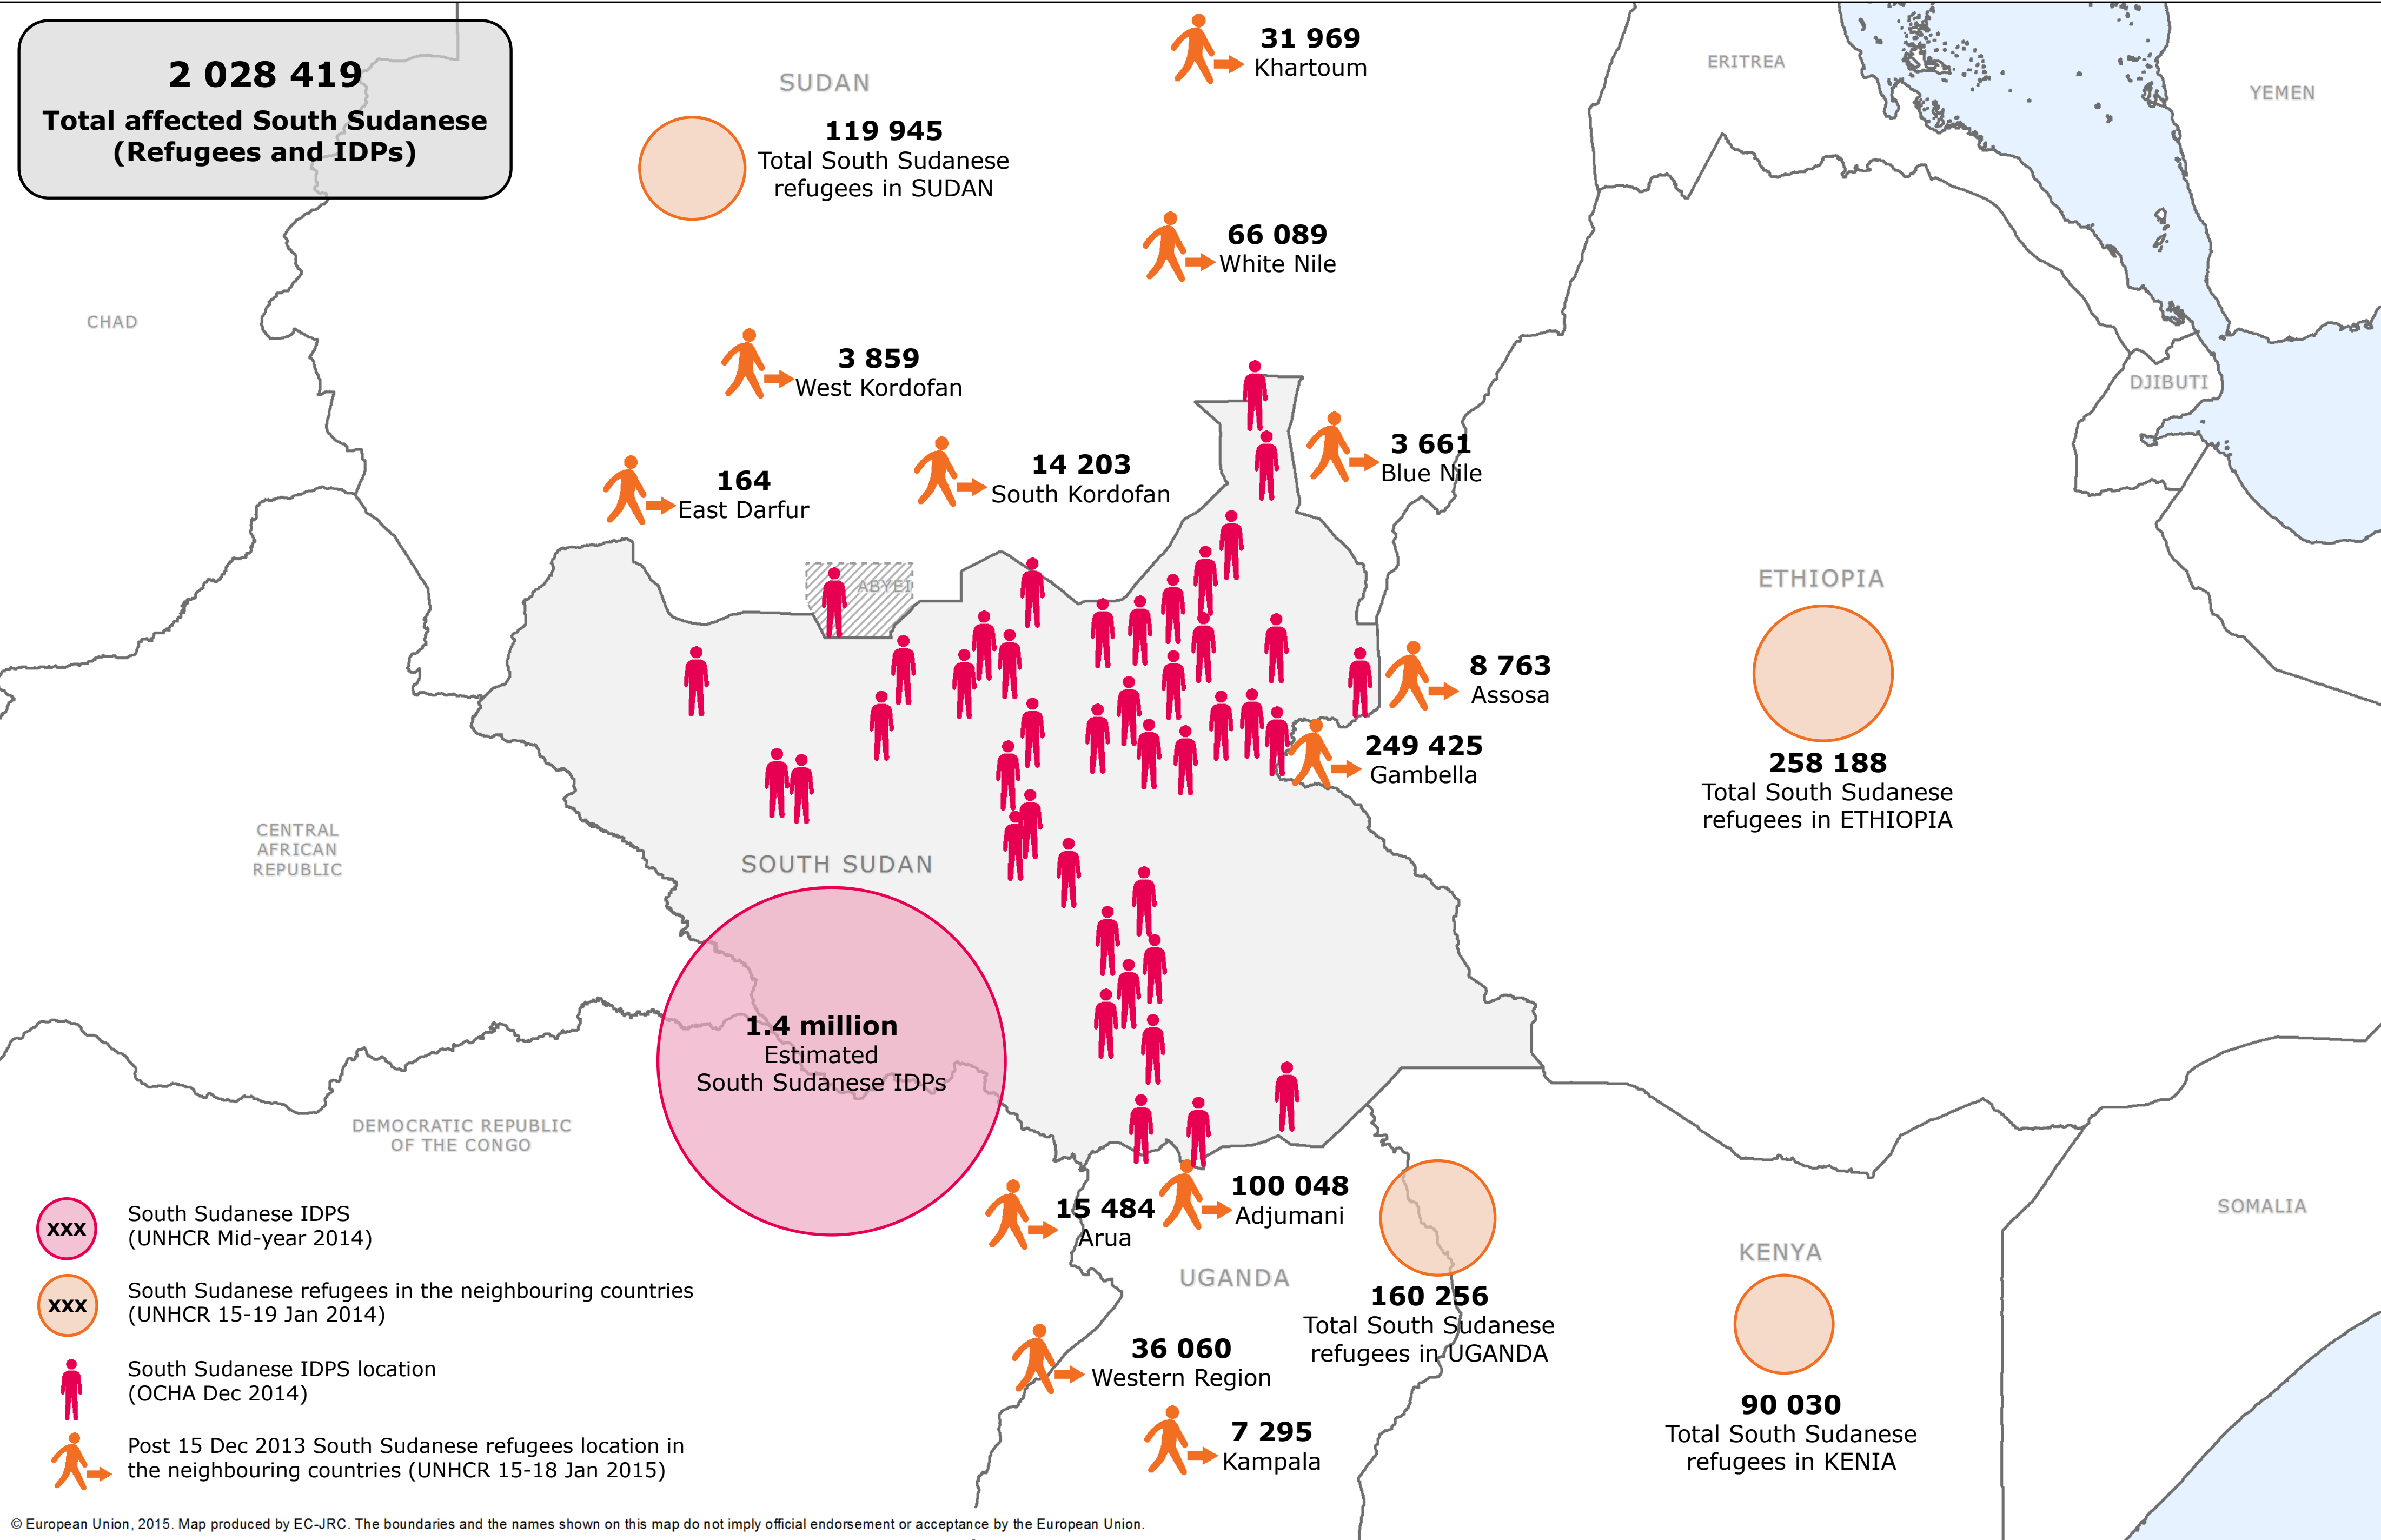 2 028 419
Total affected South Sudanese
(Refugees and IDPs)
SUDAN
119 945
Total South Sudanese
refugees in SUDAN
31 969
Khartoum
ERITREA
YEMEN
66 089
White Nile
CHAD
3 859
West Kordofan
DJIBUTI
3 661
Blue Nile
164
East Darfur
14 203
South Kordofan
ABYEI
ETHIOPIA
258 188
Total South Sudanese
refugees in ETHIOPIA
8 763
Assosa
249 425
Gambella
CENTRAL
AFRICAN
REPUBLIC
SOUTH SUDAN
1.4 million
Estimated
South Sudanese IDPs
DEMOCRATIC REPUBLIC
OF THE CONGO
15 484
Arua
100 048
Adjumani
UGANDA
160 256
Total South Sudanese
refugees in UGANDA
KENYA
90 030
Total South Sudanese
refugees in KENIA
SOMALIA
36 060
Western Region
7 295
Kampala
xxx
South Sudanese IDPS
(UNHCR Mid-year 2014)
xxx
South Sudanese refugees in the neighbouring countries
(UNHCR 15-19 Jan 2014)
South Sudanese IDPS location
(OCHA Dec 2014)
Post 15 Dec 2013 South Sudanese refugees location in
the neighbouring countries (UNHCR 15-18 Jan 2015)
© European Union, 2015. Map produced by EC-JRC. The boundaries and the names shown on this map do not imply official endorsement or acceptance by the European Union.